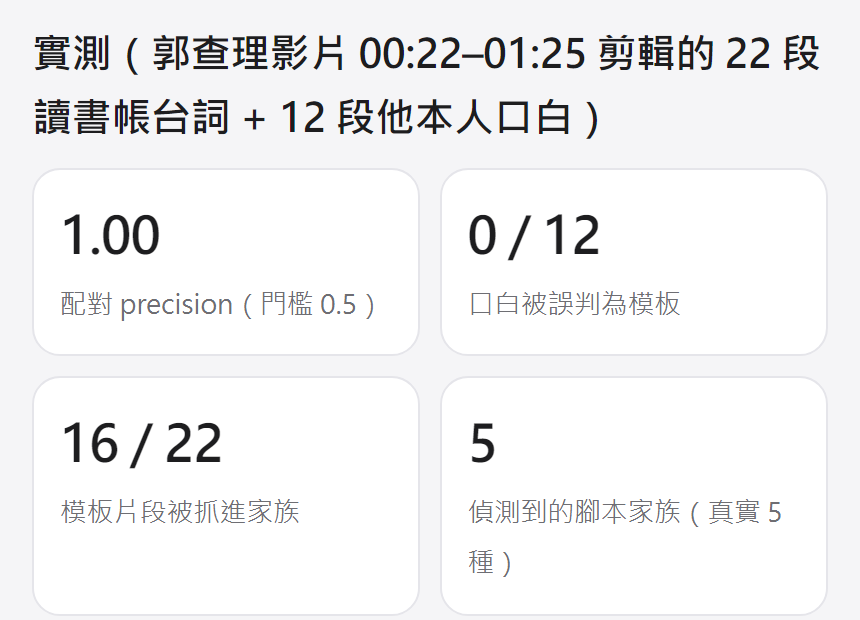 實測（郭查理影片 00:22–01:25 剪輯的 22 段
讀書帳台詞 + 12 段他本人口白）
1.00
配對 precision（門檻 0.5）
0 / 12
口白被誤判為模板
16 / 22
模板片段被抓進家族
5
偵測到的腳本家族（真實 5
種）